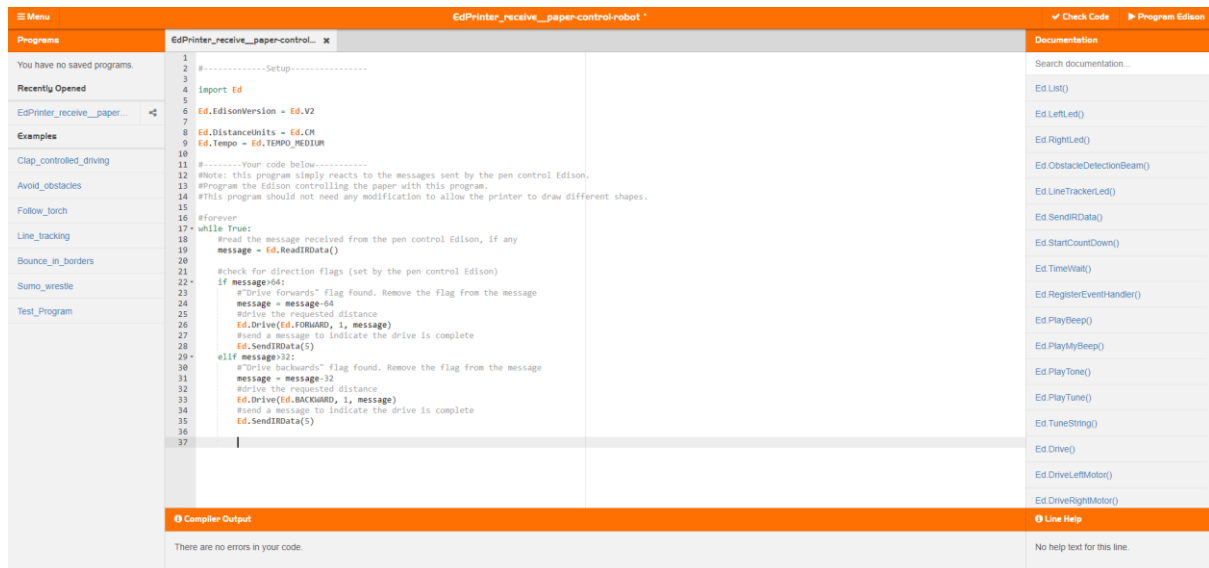 Menu
EdPrinter_receive__paper-control-robot *
Check Code
Program Edison
Programs
You have no saved programs.
Recently Opened
EdPrinter_receive__paper...
Examples
Clap_controlled_driving
Avoid_obstacles
Follow_torch
Line_tracking
Bounce_in_borders
Sumo_wrestle
Test_Program
EdPrinter_receive__paper-control... x
1
2 #-------------Setup----------------
3
4 import Ed
5
6 Ed.EdisonVersion = Ed.V2
7
8 Ed.DistanceUnits = Ed.CM
9 Ed.Tempo = Ed.TEMPO_MEDIUM
10
11 #--------Your code below-----------
12 #Note: this program simply reacts to the messages sent by the pen control Edison.
13 #Program the Edison controlling the paper with this program.
14 #This program should not need any modification to allow the printer to draw different shapes.
15
16 #forever
17 while True:
18 #read the message received from the pen control Edison, if any
19 message = Ed.ReadIRData()
20
21 #check for direction flags (set by the pen control Edison)
22 if message>64:
23 #"Drive forwards" flag found. Remove the flag from the message
24 message = message-64
25 #drive the requested distance
26 Ed.Drive(Ed.FORWARD, 1, message)
27 #send a message to indicate the drive is complete
28 Ed.SendIRData(5)
29 elif message>32:
30 #"Drive backwards" flag found. Remove the flag from the message
31 message = message-32
32 #drive the requested distance
33 Ed.Drive(Ed.BACKWARD, 1, message)
34 #send a message to indicate the drive is complete
35 Ed.SendIRData(5)
36
37
Compiler Output
There are no errors in your code.
Documentation
Search documentation...
Ed.List()
Ed.LeftLed()
Ed.RightLed()
Ed.ObstacleDetectionBeam()
Ed.LineTrackerLed()
Ed.SendIRData()
Ed.StartCountDown()
Ed.TimeWait()
Ed.RegisterEventHandler()
Ed.PlayBeep()
Ed.PlayMyBeep()
Ed.PlayTone()
Ed.PlayTune()
Ed.TuneString()
Ed.Drive()
Ed.DriveLeftMotor()
Ed.DriveRightMotor()
Line Help
No help text for this line.